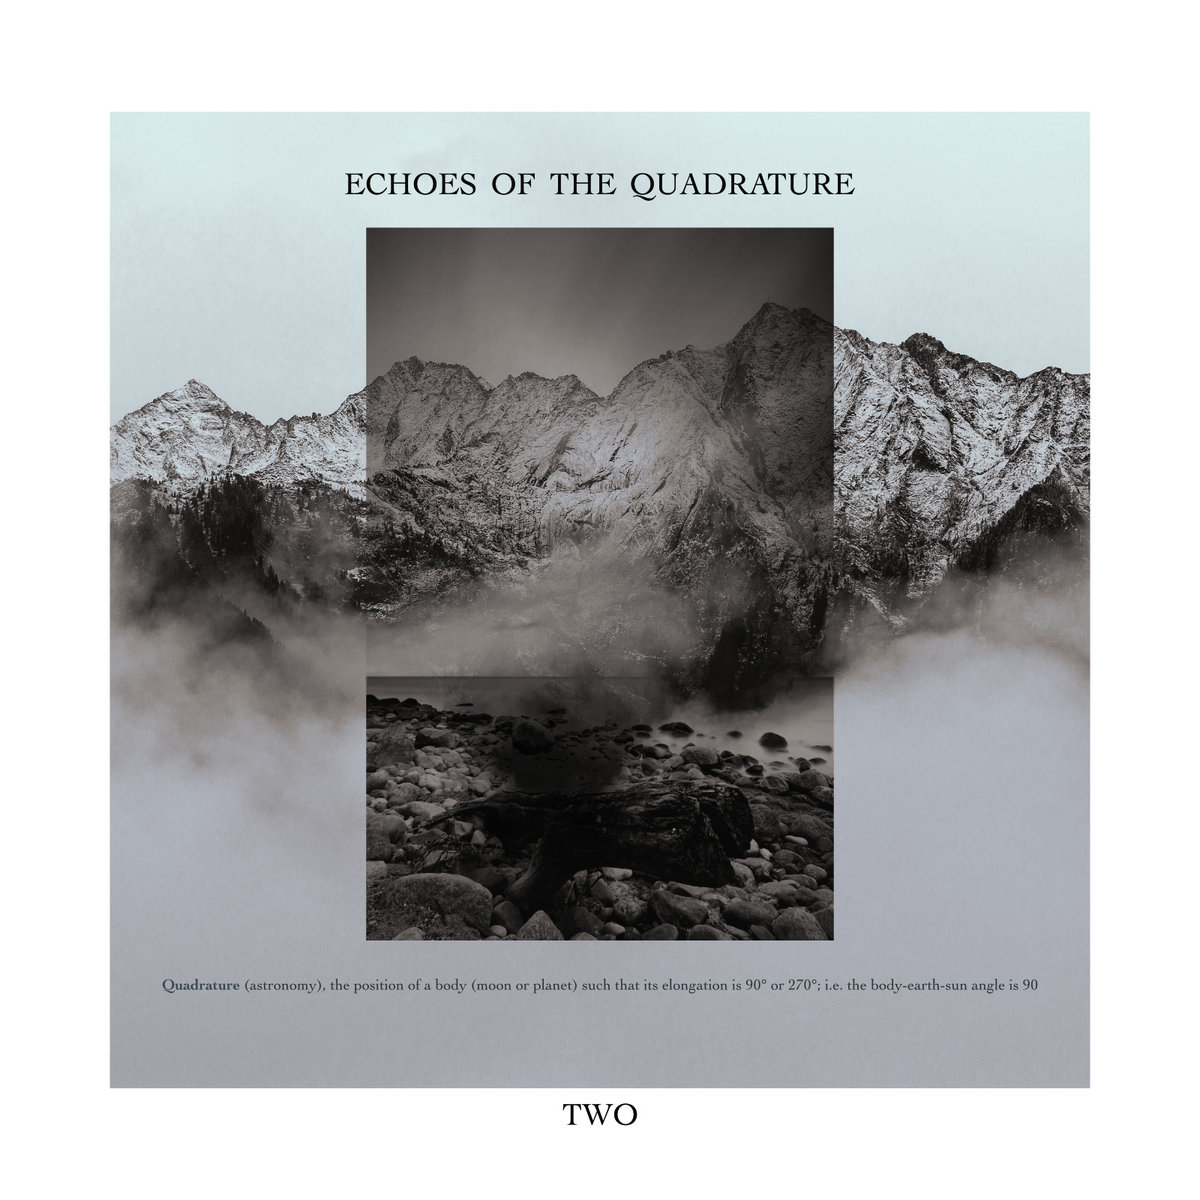 ECHOES OF THE QUADRATURE
Quadrature (astronomy), the position of a body (moon or planet) such that its elongation is 90° or 270°; i.e. the body-earth-sun angle is 90
TWO